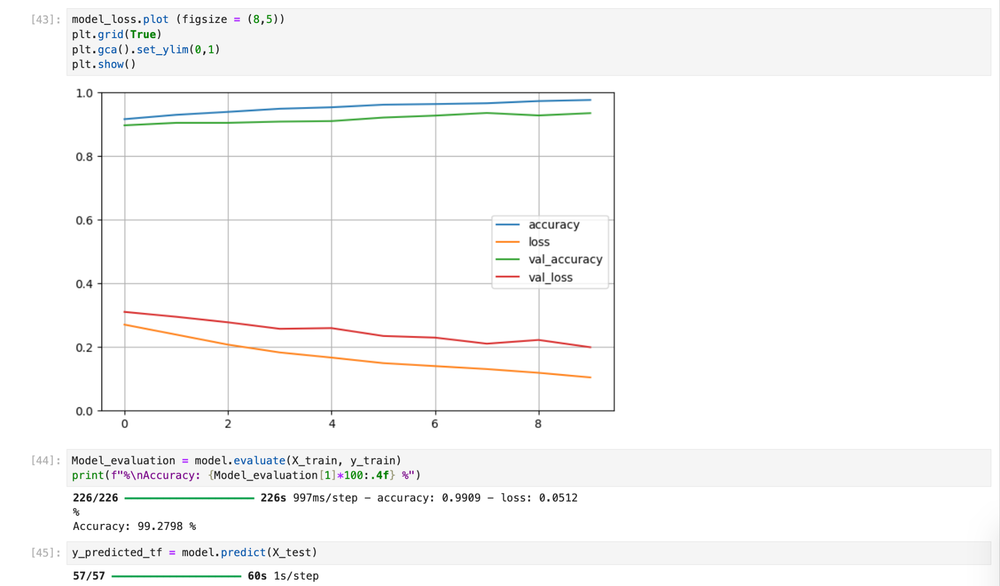 [43]: model_loss.plot (figsize = (8,5))
plt.grid(True)
plt.gca().set_ylim(0,1)
plt.show()
1.0
0.8
0.6
0.4
0.2
0.0
accuracy
loss
val_accuracy
val_loss
0 2 4 6 8
[44]: Model_evaluation = model.evaluate(X_train, y_train)
print(f"%\nAccuracy: {Model_evaluation[1]*100:.4f} %")
226/226 226s 997ms/step – accuracy: 0.9909 – loss: 0.0512
%
Accuracy: 99.2798 %
[45]: y_predicted_tf = model.predict(X_test)
57/57 60s 1s/step